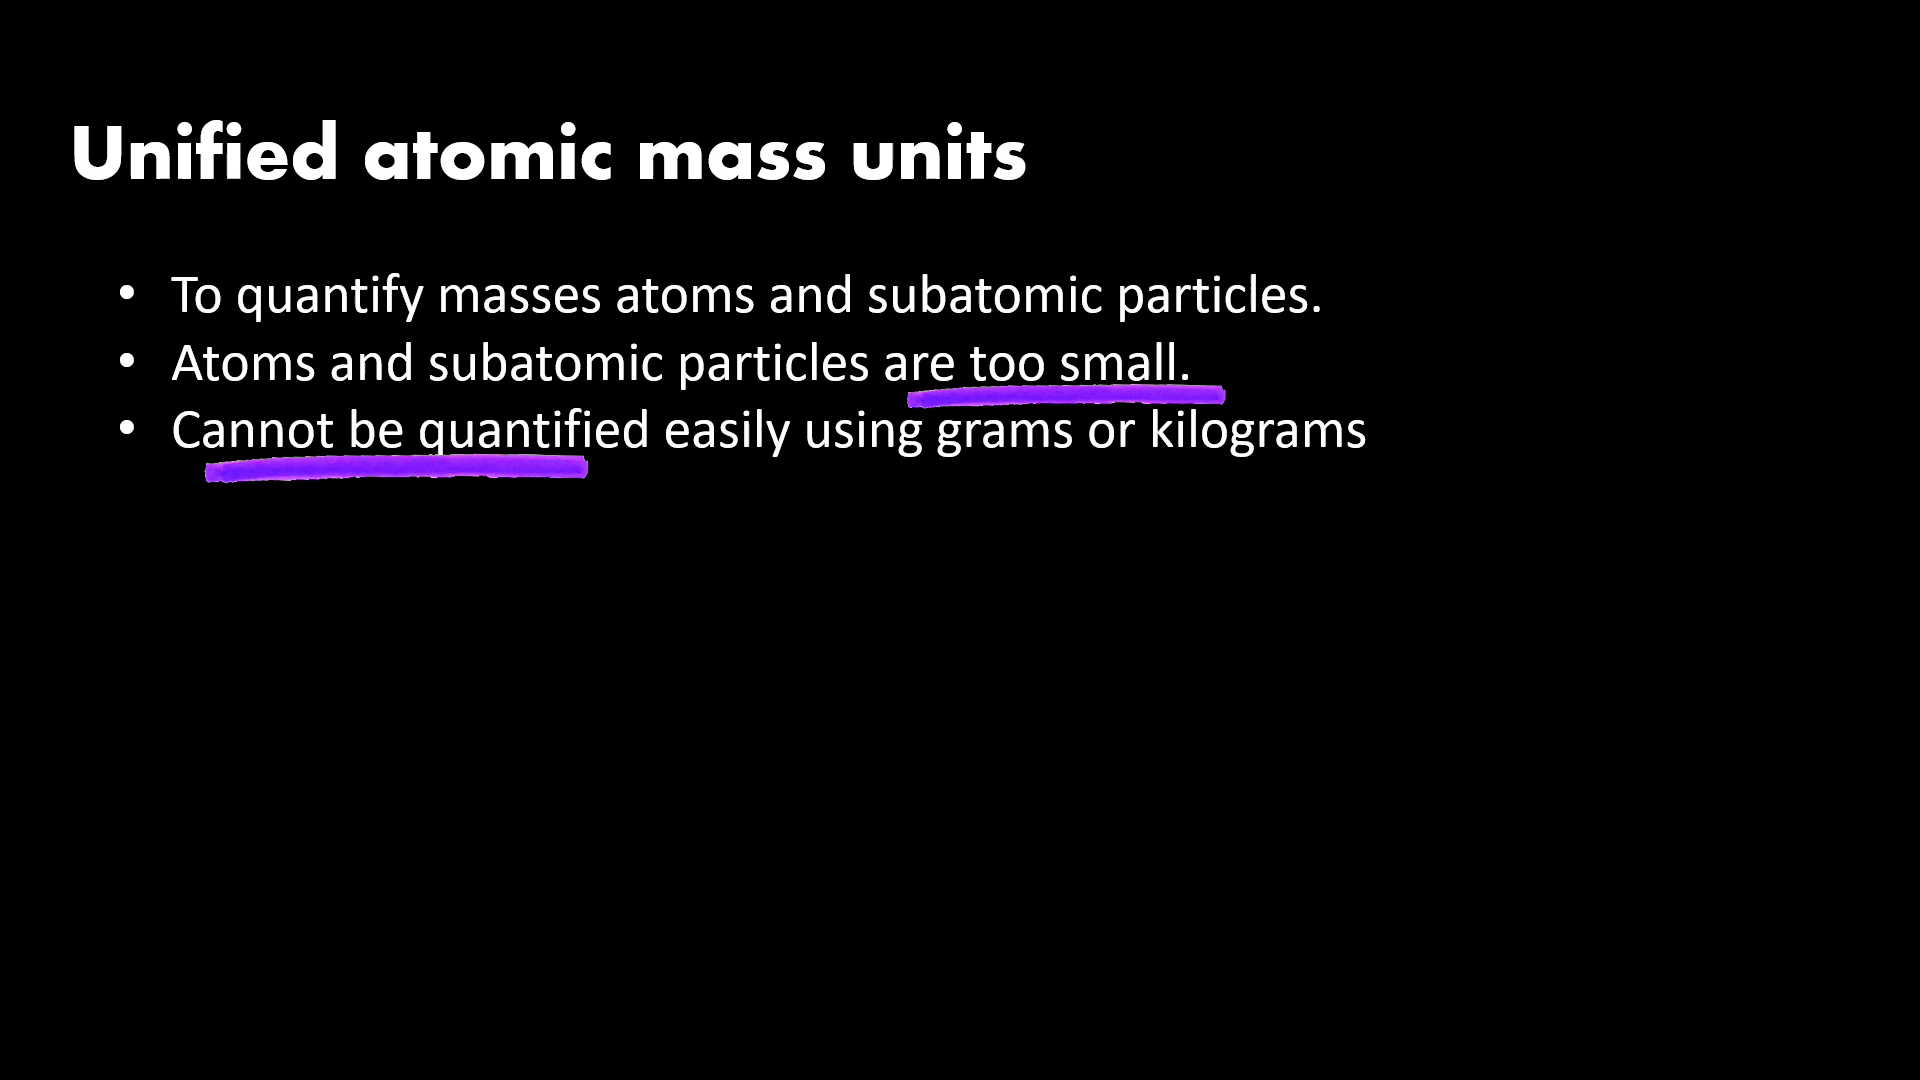 Unified atomic mass units
• To quantify masses atoms and subatomic particles.
• Atoms and subatomic particles are too small.
• Cannot be quantified easily using grams or kilograms